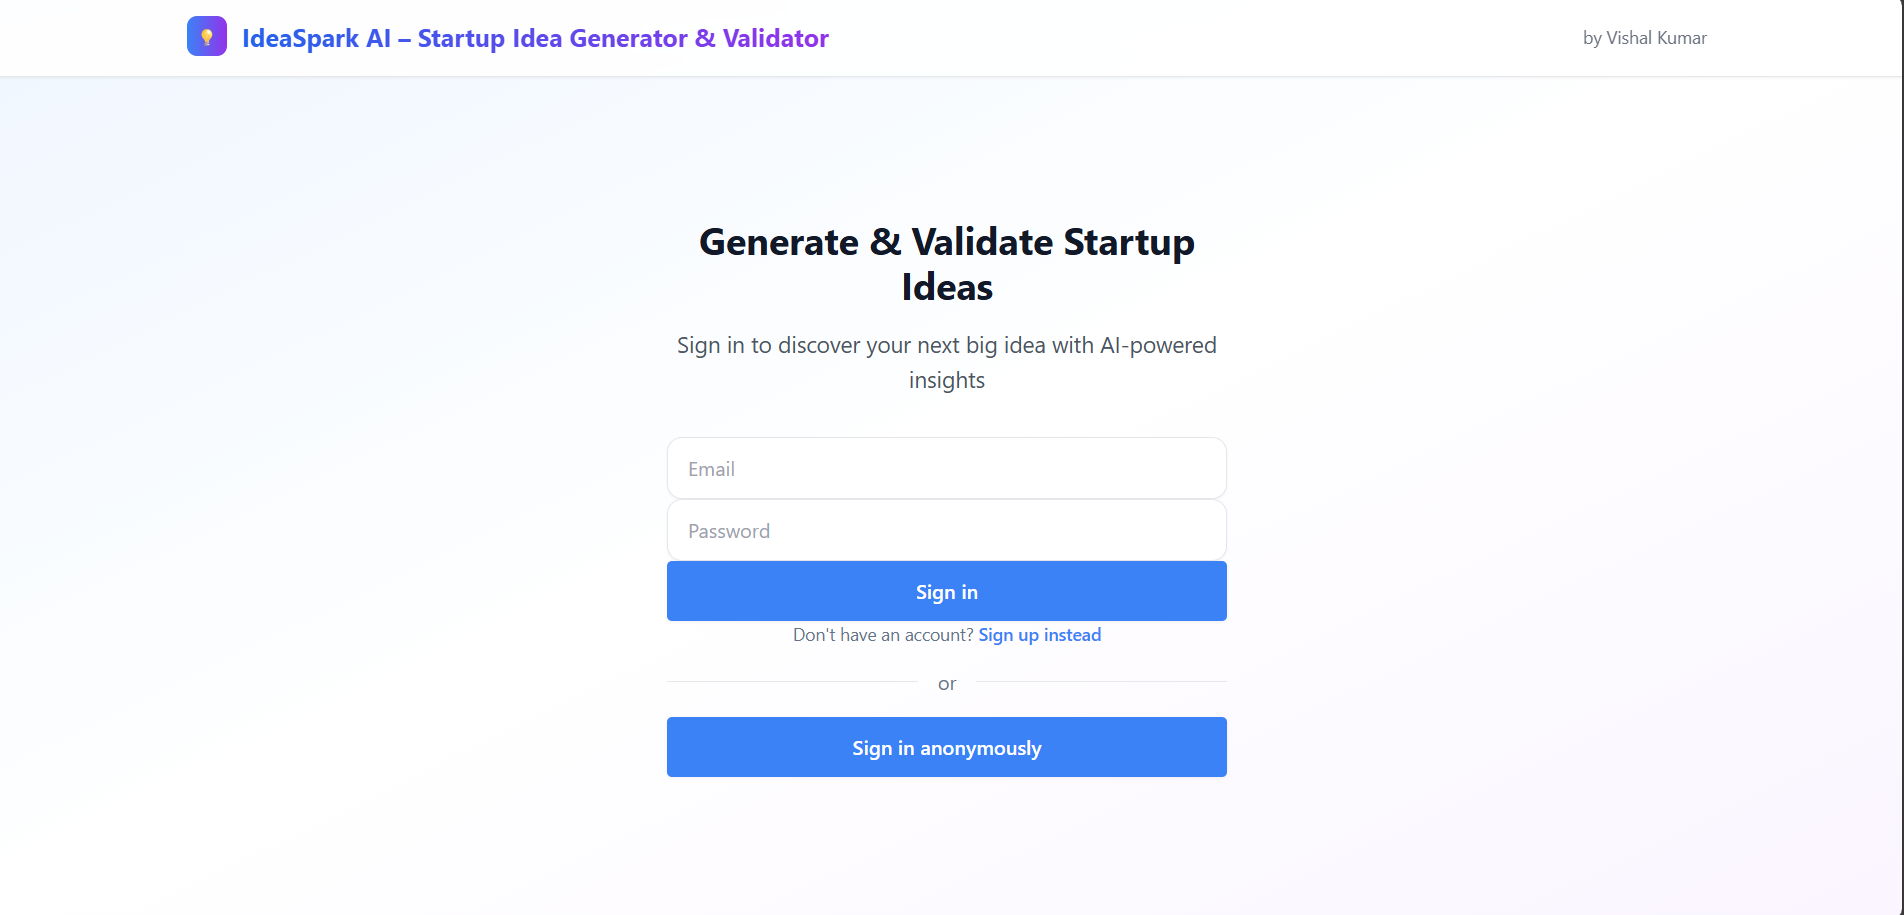 IdeaSpark AI – Startup Idea Generator & Validator
by Vishal Kumar
Generate & Validate Startup
Ideas
Sign in to discover your next big idea with AI-powered
insights
Email
Password
Sign in
Don't have an account? Sign up instead
or
Sign in anonymously